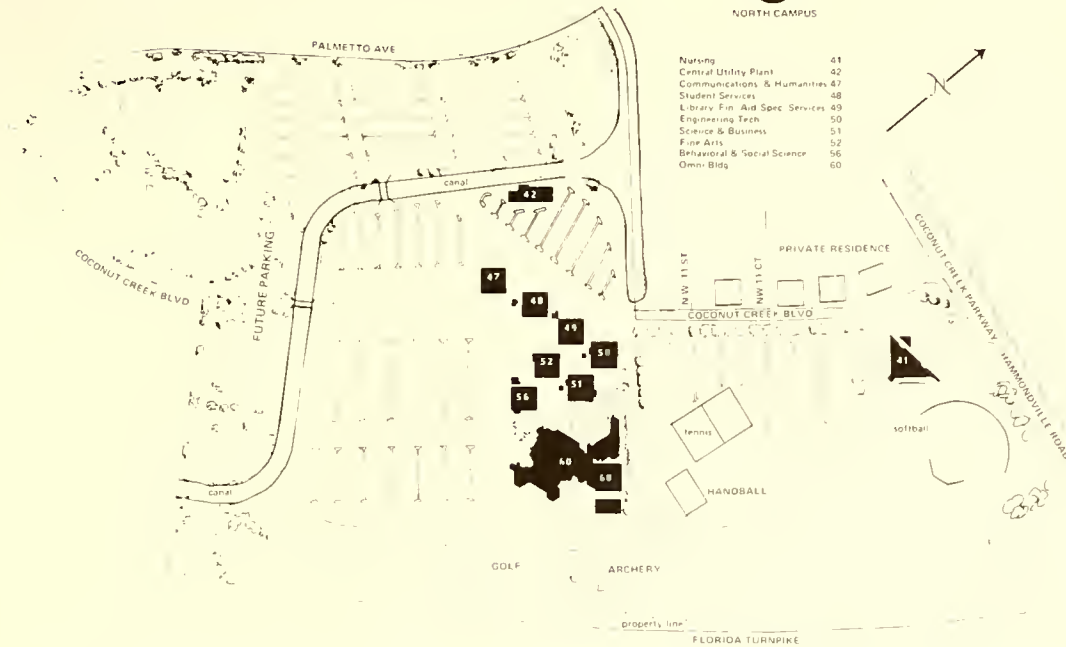 NORTH CAMPUS
PALMETTO AVE
Nursing 41
Central Utility Plant 42
Communications & Humanities 47
Student Services 48
Library Fin. Aid Spec Services 49
Engineering Tech 50
Science & Business 51
Fine Arts 52
Behavioral & Social Science 56
Omni Bldg 60
N
canal
42
COCONUT CREEK BLVD
FUTURE PARKING
47
48
49
50
52
51
56
60
60
NW 11 ST
NW 11 CT
PRIVATE RESIDENCE
COCONUT CREEK BLVD
COCONUT CREEK PARKWAY, HAMMONDVILLE ROAD
41
tennis
softball
HANDBALL
canal
GOLF
ARCHERY
property line
FLORIDA TURNPIKE